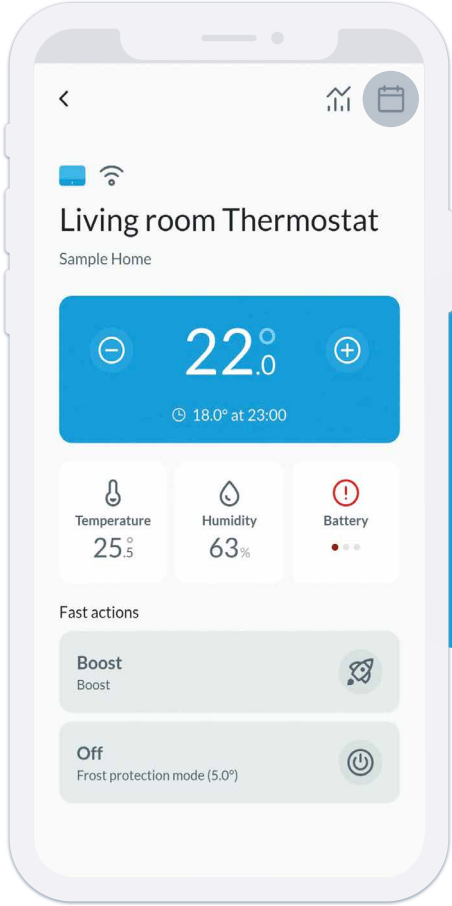 Living room Thermostat
Sample Home
22.0°
18.0° at 23:00
Temperature
25.5°
Humidity
63%
Battery
Fast actions
Boost
Boost
Off
Frost protection mode (5.0°)